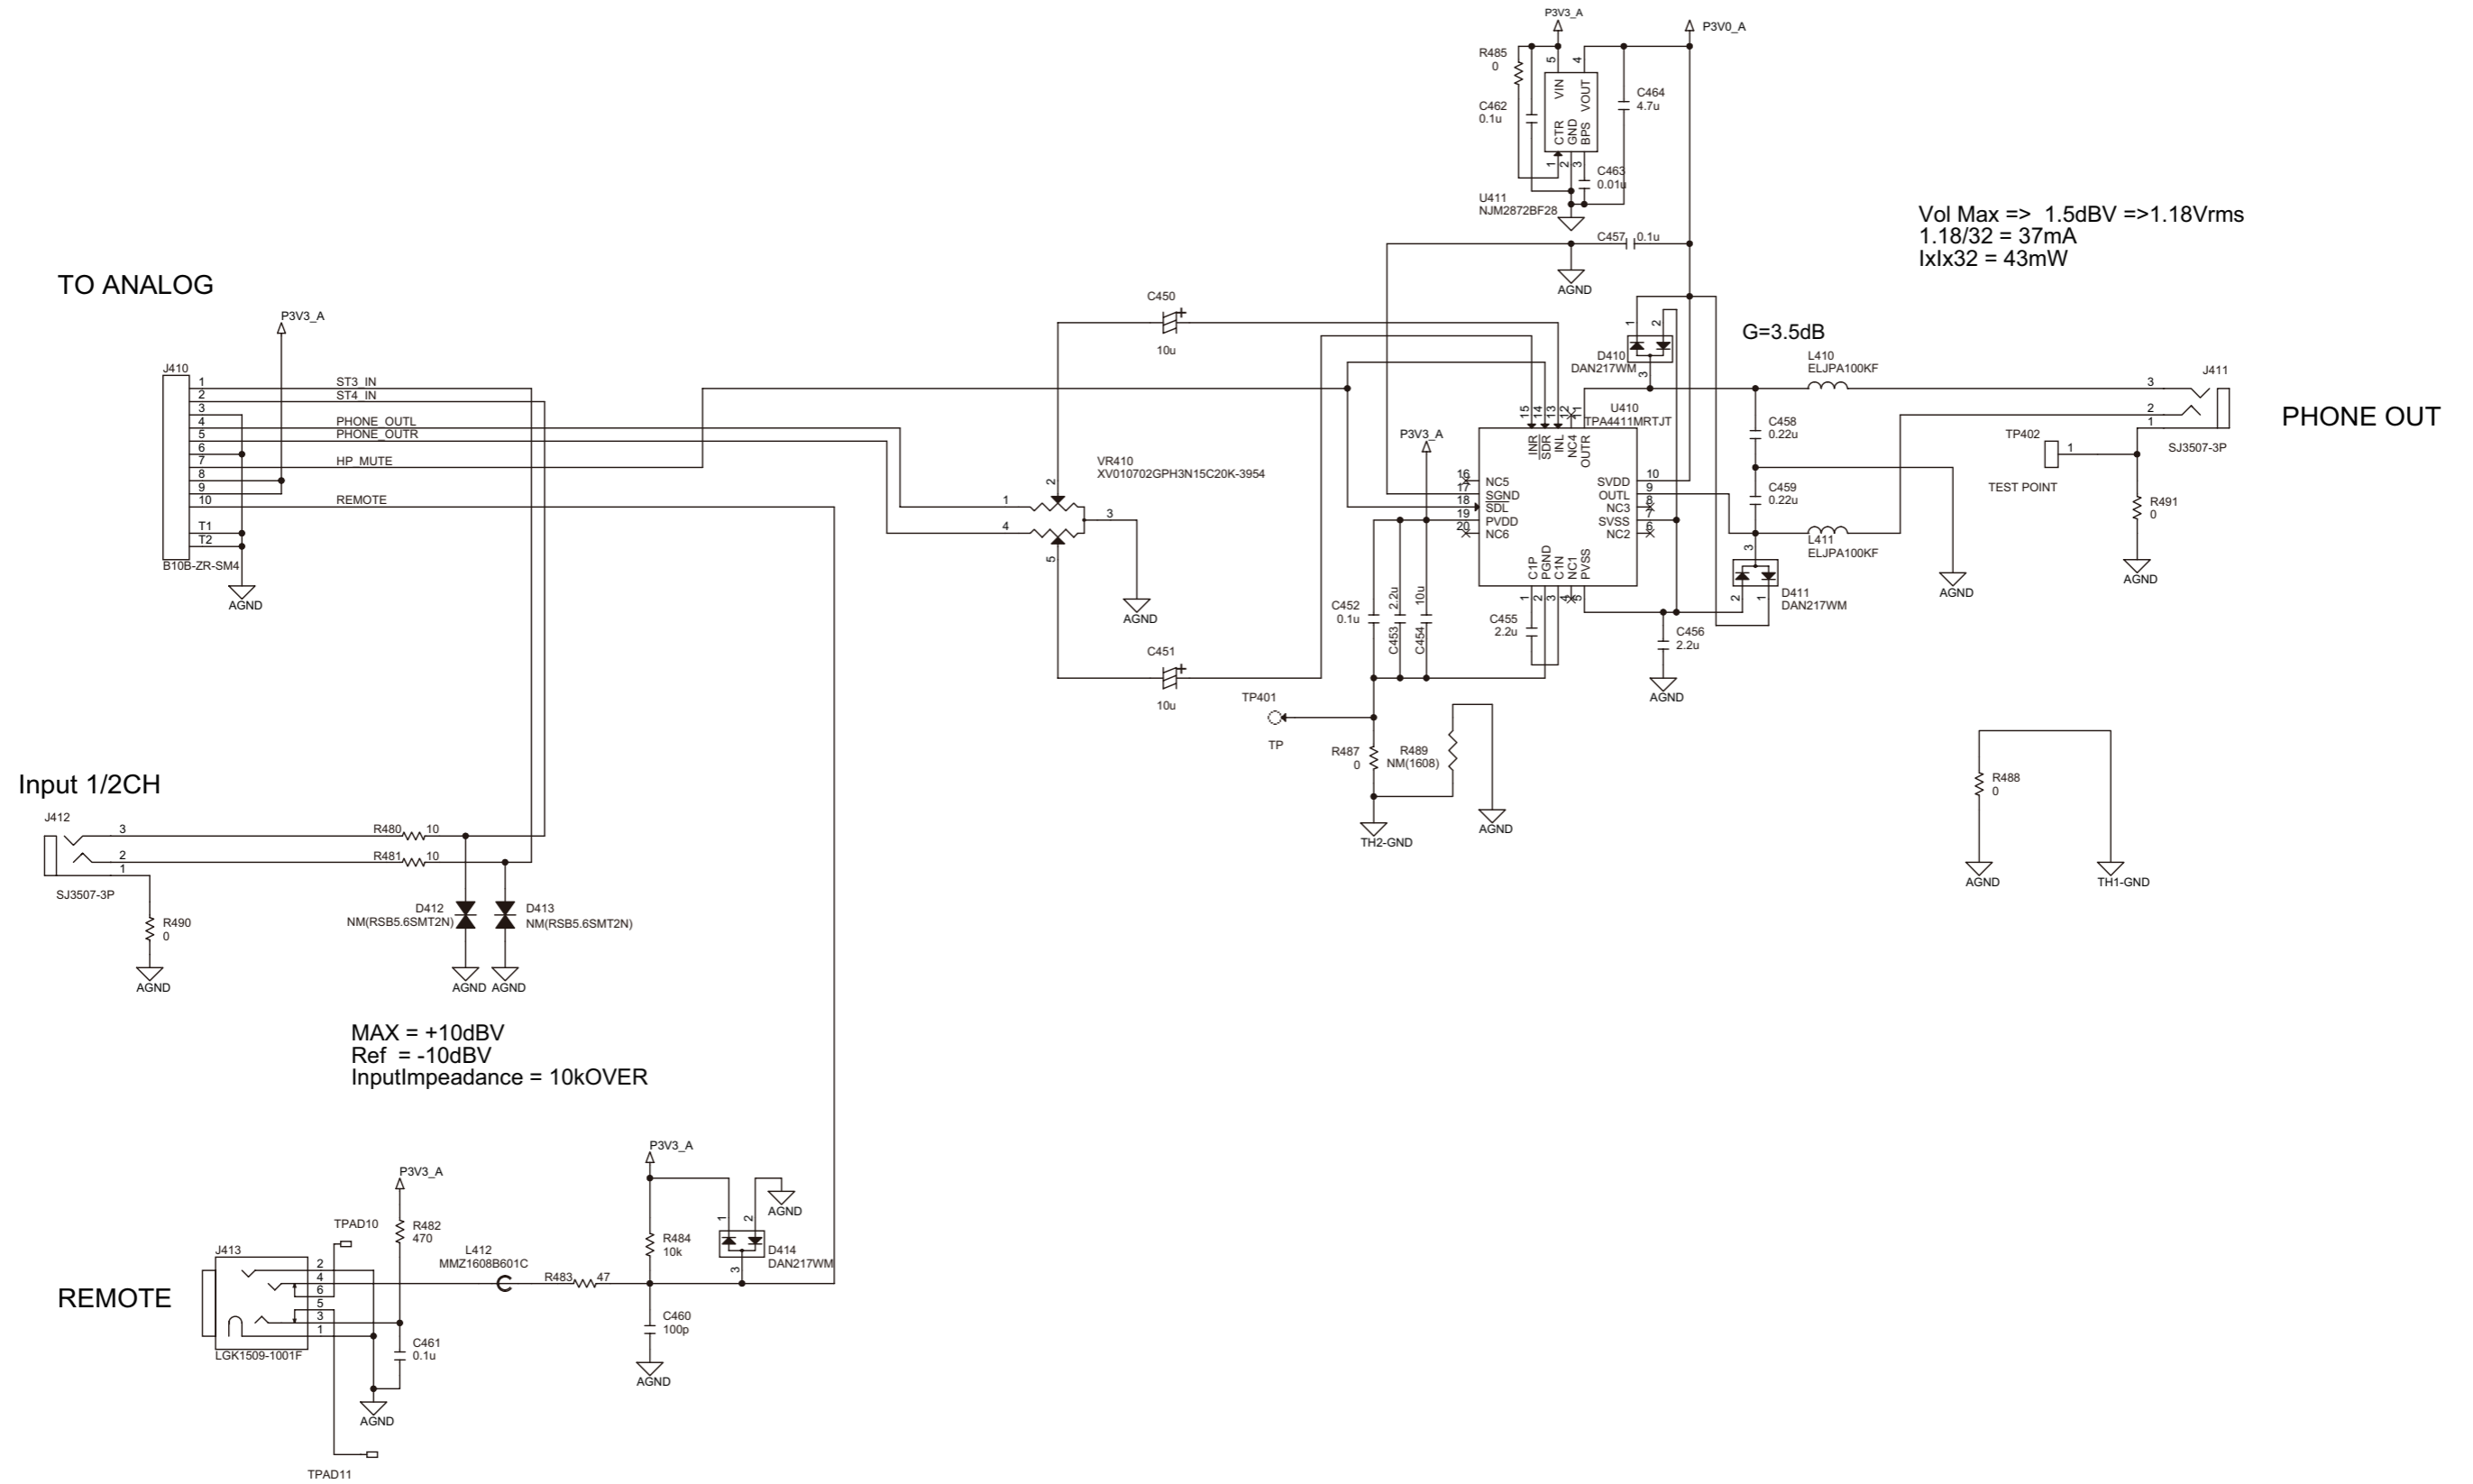 P3V3_A
P3V0_A
R485
0
5
4
VIN
VOUT
C462
0.1u
C464
4.7u
CTR
GND
BPS
1
2
3
C463
0.01u
U411
NJM2872BF28
Vol Max => 1.5dBV =>1.18Vrms
1.18/32 = 37mA
IxIx32 = 43mW
C457
0.1u
AGND
TO ANALOG
P3V3_A
J410
1
2
3
4
5
6
7
8
9
10
T1
T2
ST3_IN
ST4_IN
PHONE_OUTL
PHONE_OUTR
HP_MUTE
REMOTE
B10B-ZR-SM4
AGND
C450
+
10u
VR410
XV010702GPH3N15C20K-3954
2
1
4
3
5
AGND
C451
+
10u
1
2
D410
DAN217WM
3
G=3.5dB
L410
ELJPA100KF
J411
3
2
1
SJ3507-3P
PHONE OUT
P3V3_A
15
14
13
12
11
U410
TPA4411MRTJT
INR
SDR
INL
NC4
OUTR
16
17
18
19
20
NC5
SGND
SDL
PVDD
NC6
SVDD
OUTL
NC3
SVSS
NC2
10
9
8
7
6
C1P
PGND
C1N
NC1
PVSS
1
2
3
4
5
C458
0.22u
C459
0.22u
L411
ELJPA100KF
3
2
1
D411
DAN217WM
AGND
TP402
1
TEST POINT
R491
0
AGND
C452
0.1u
2.2u
C453
10u
C454
C455
2.2u
C456
2.2u
AGND
TP401
TP
R487
0
R489
NM(1608)
TH2-GND
AGND
R488
0
AGND
TH1-GND
Input 1/2CH
J412
3
2
1
SJ3507-3P
R480
10
R481
10
R490
0
AGND
D412
NM(RSB5.6SMT2N)
D413
NM(RSB5.6SMT2N)
AGND
AGND
MAX = +10dBV
Ref = -10dBV
InputImpeadance = 10kOVER
P3V3_A
P3V3_A
TPAD10
R482
470
J413
2
4
6
5
3
1
LGK1509-1001F
REMOTE
L412
MMZ1608B601C
R483
47
R484
10k
1
2
AGND
D414
DAN217WM
3
C460
100p
AGND
C461
0.1u
AGND
TPAD11